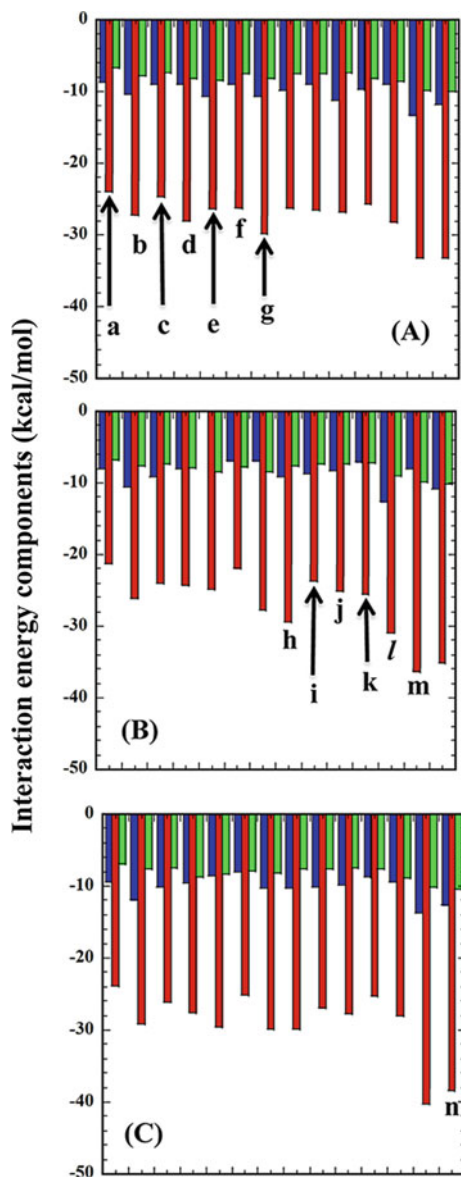 Interaction energy components (kcal/mol)
0
-10
-20
-30
-40
-50
a
b
c
d
e
f
g
(A)
0
-10
-20
-30
-40
-50
h
i
j
k
l
m
(B)
0
-10
-20
-30
-40
-50
n
(C)